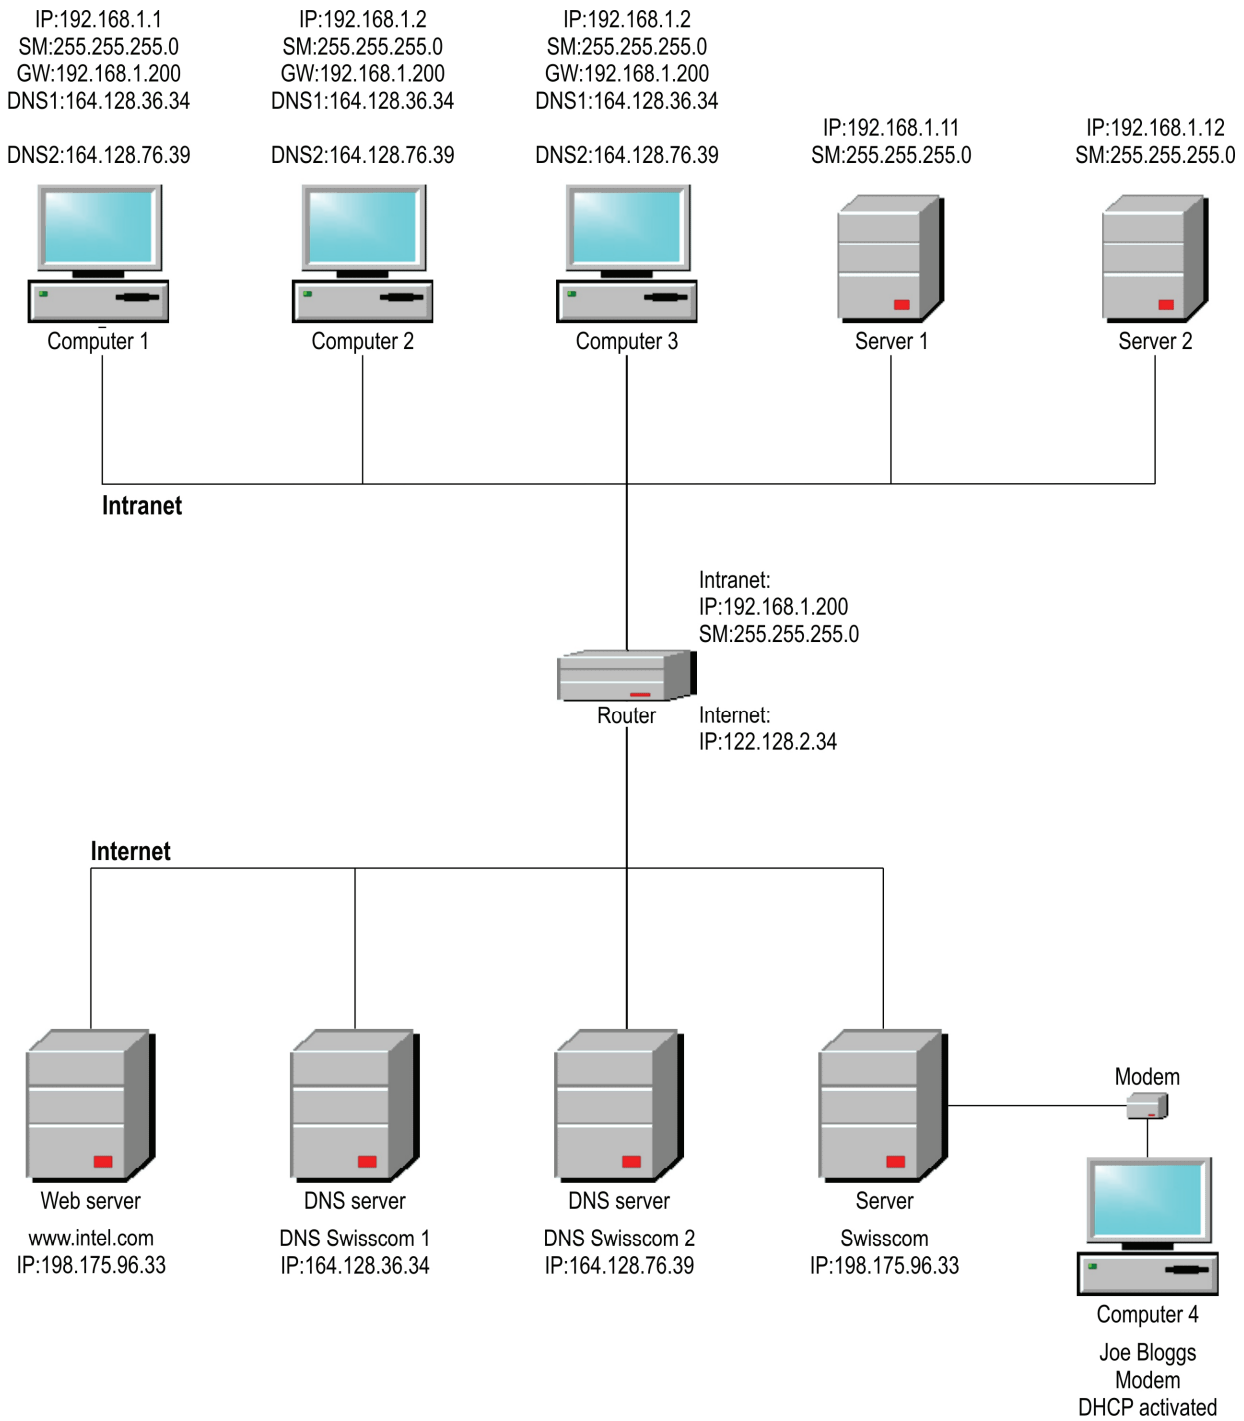 IP:192.168.1.1
SM:255.255.255.0
GW:192.168.1.200
DNS1:164.128.36.34
DNS2:164.128.76.39
Computer 1
IP:192.168.1.2
SM:255.255.255.0
GW:192.168.1.200
DNS1:164.128.36.34
DNS2:164.128.76.39
Computer 2
IP:192.168.1.2
SM:255.255.255.0
GW:192.168.1.200
DNS1:164.128.36.34
DNS2:164.128.76.39
Computer 3
IP:192.168.1.11
SM:255.255.255.0
Server 1
IP:192.168.1.12
SM:255.255.255.0
Server 2
Intranet
Intranet:
IP:192.168.1.200
SM:255.255.255.0
Router
Internet:
IP:122.128.2.34
Internet
Web server
www.intel.com
IP:198.175.96.33
DNS server
DNS Swisscom 1
IP:164.128.36.34
DNS server
DNS Swisscom 2
IP:164.128.76.39
Server
Swisscom
IP:198.175.96.33
Modem
Computer 4
Joe Bloggs
Modem
DHCP activated